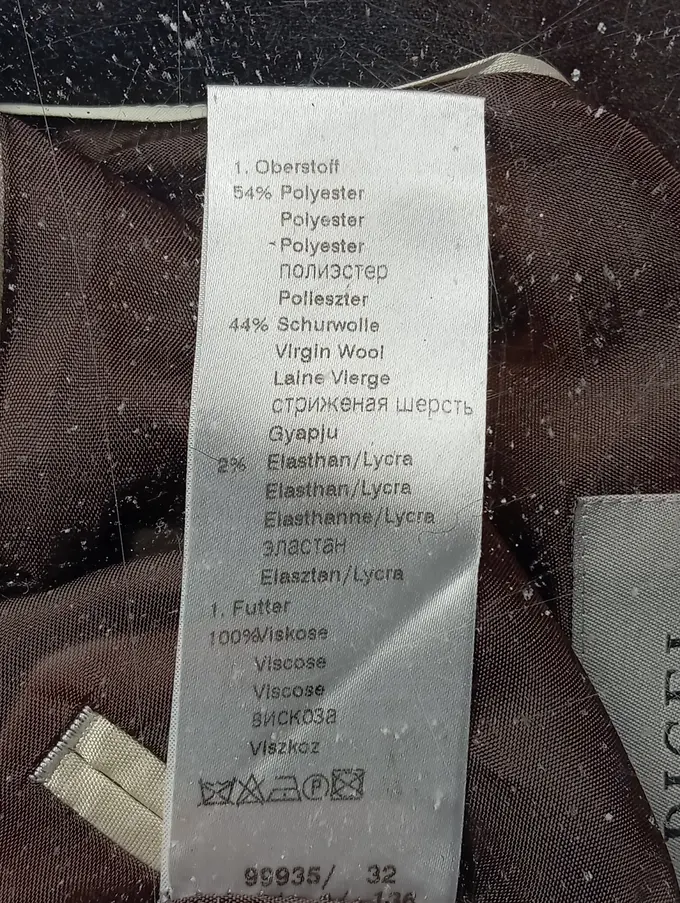 1. Oberstoff
54% Polyester
Polyester
-Polyester
полиэстер
Polieszter
44% Schurwolle
Virgin Wool
Laine Vierge
стриженая шерсть
Gyapju
2% Elasthan/Lycra
Elasthan/Lycra
Elasthanne/Lycra
эластан
Elasztan/Lycra
1. Futter
100%Viskose
Viscose
Viscose
вискоза
Viszkoz
P
99935/ 32